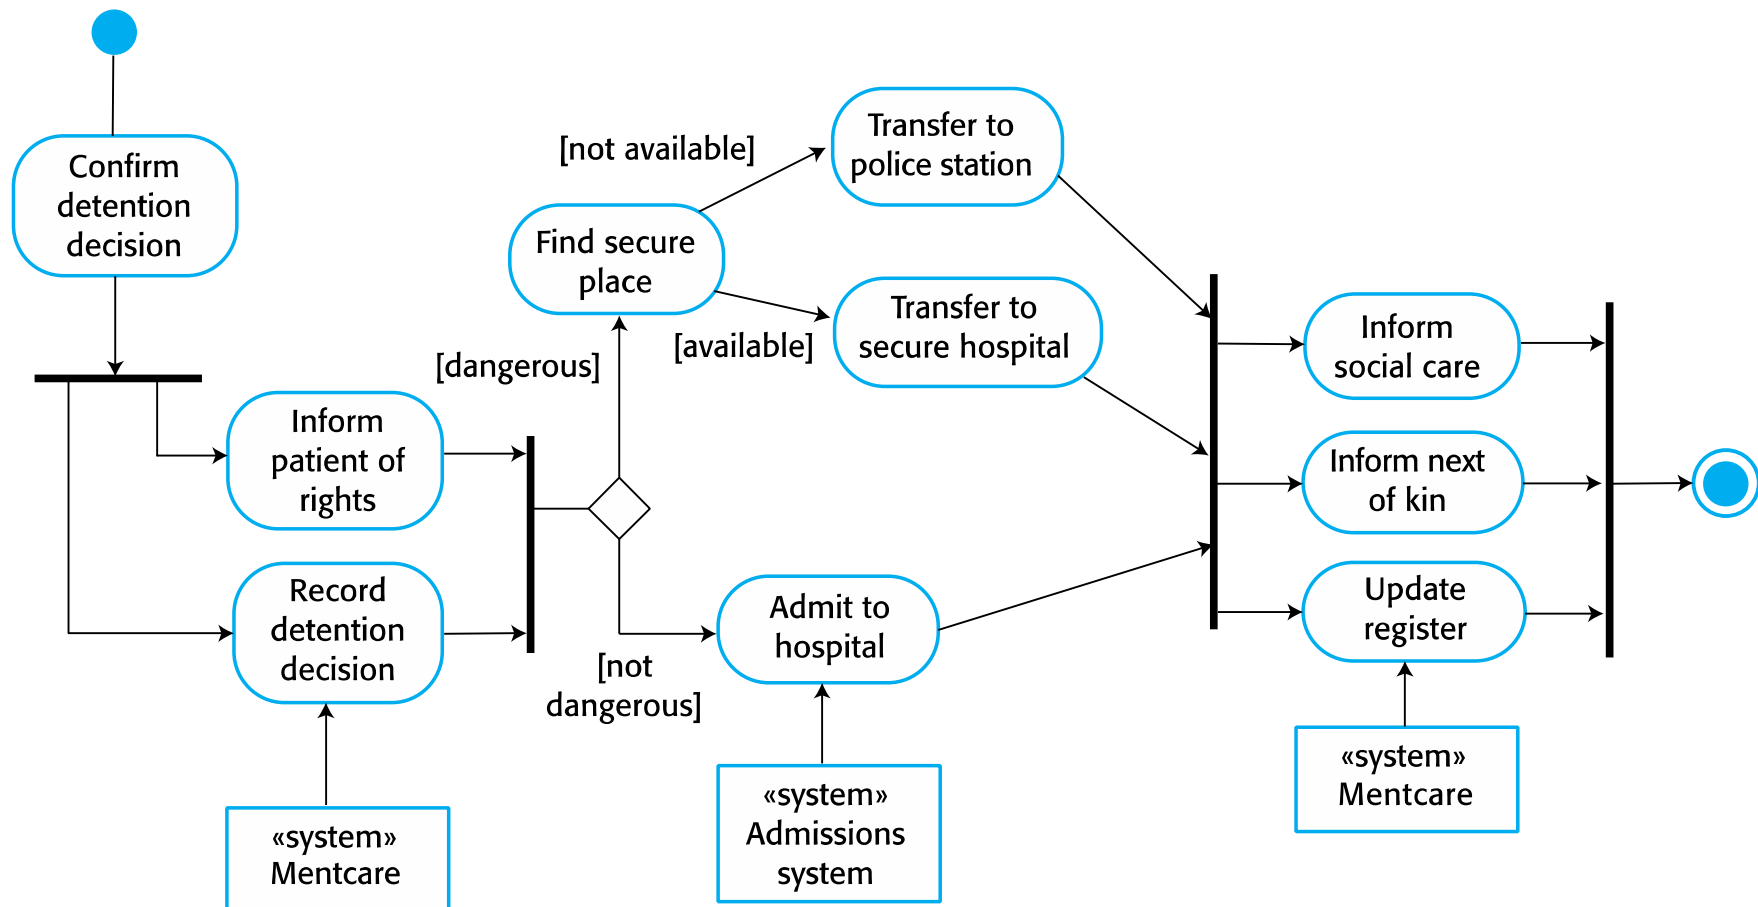 Confirm
detention
decision
Inform
patient of
rights
Record
detention
decision
«system»
Mentcare
[dangerous]
[not
dangerous]
Find secure
place
[not available]
[available]
Transfer to
police station
Transfer to
secure hospital
Admit to
hospital
«system»
Admissions
system
Inform
social care
Inform next
of kin
Update
register
«system»
Mentcare